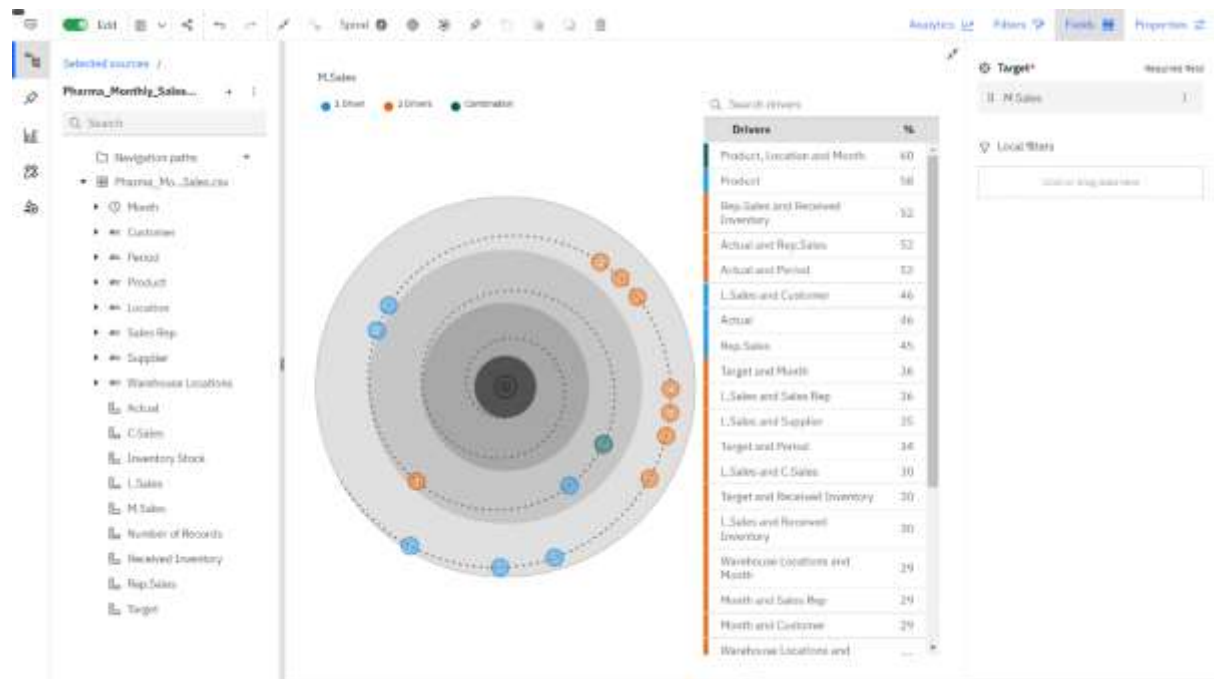 Edit
Spiral
Analytics
Filters
Fields
Properties
Selected sources /
Pharma_Monthly_Sales...
Search
Navigation paths
Pharma_Mo...Sales.csv
Month
Customer
Period
Product
Location
Sales Rep
Supplier
Warehouse Locations
Actual
C.Sales
Inventory Stock
L.Sales
M.Sales
Number of Records
Received Inventory
Rep.Sales
Target
M.Sales
1 Driver
2 Drivers
Combination
Search drivers
Drivers %
Product, Location and Month 60
Product 58
Rep.Sales and Received
Inventory 52
Actual and Rep.Sales 52
Actual and Period 52
L.Sales and Customer 46
Actual 46
Rep.Sales 45
Target and Month 36
L.Sales and Sales Rep 36
L.Sales and Supplier 35
Target and Period 34
L.Sales and C.Sales 30
Target and Received Inventory 30
L.Sales and Received
Inventory 30
Warehouse Locations and
Month 29
Month and Sales Rep 29
Month and Customer 29
Warehouse Locations and
Target*
Required field
M.Sales
Local filters
Click or drag data here